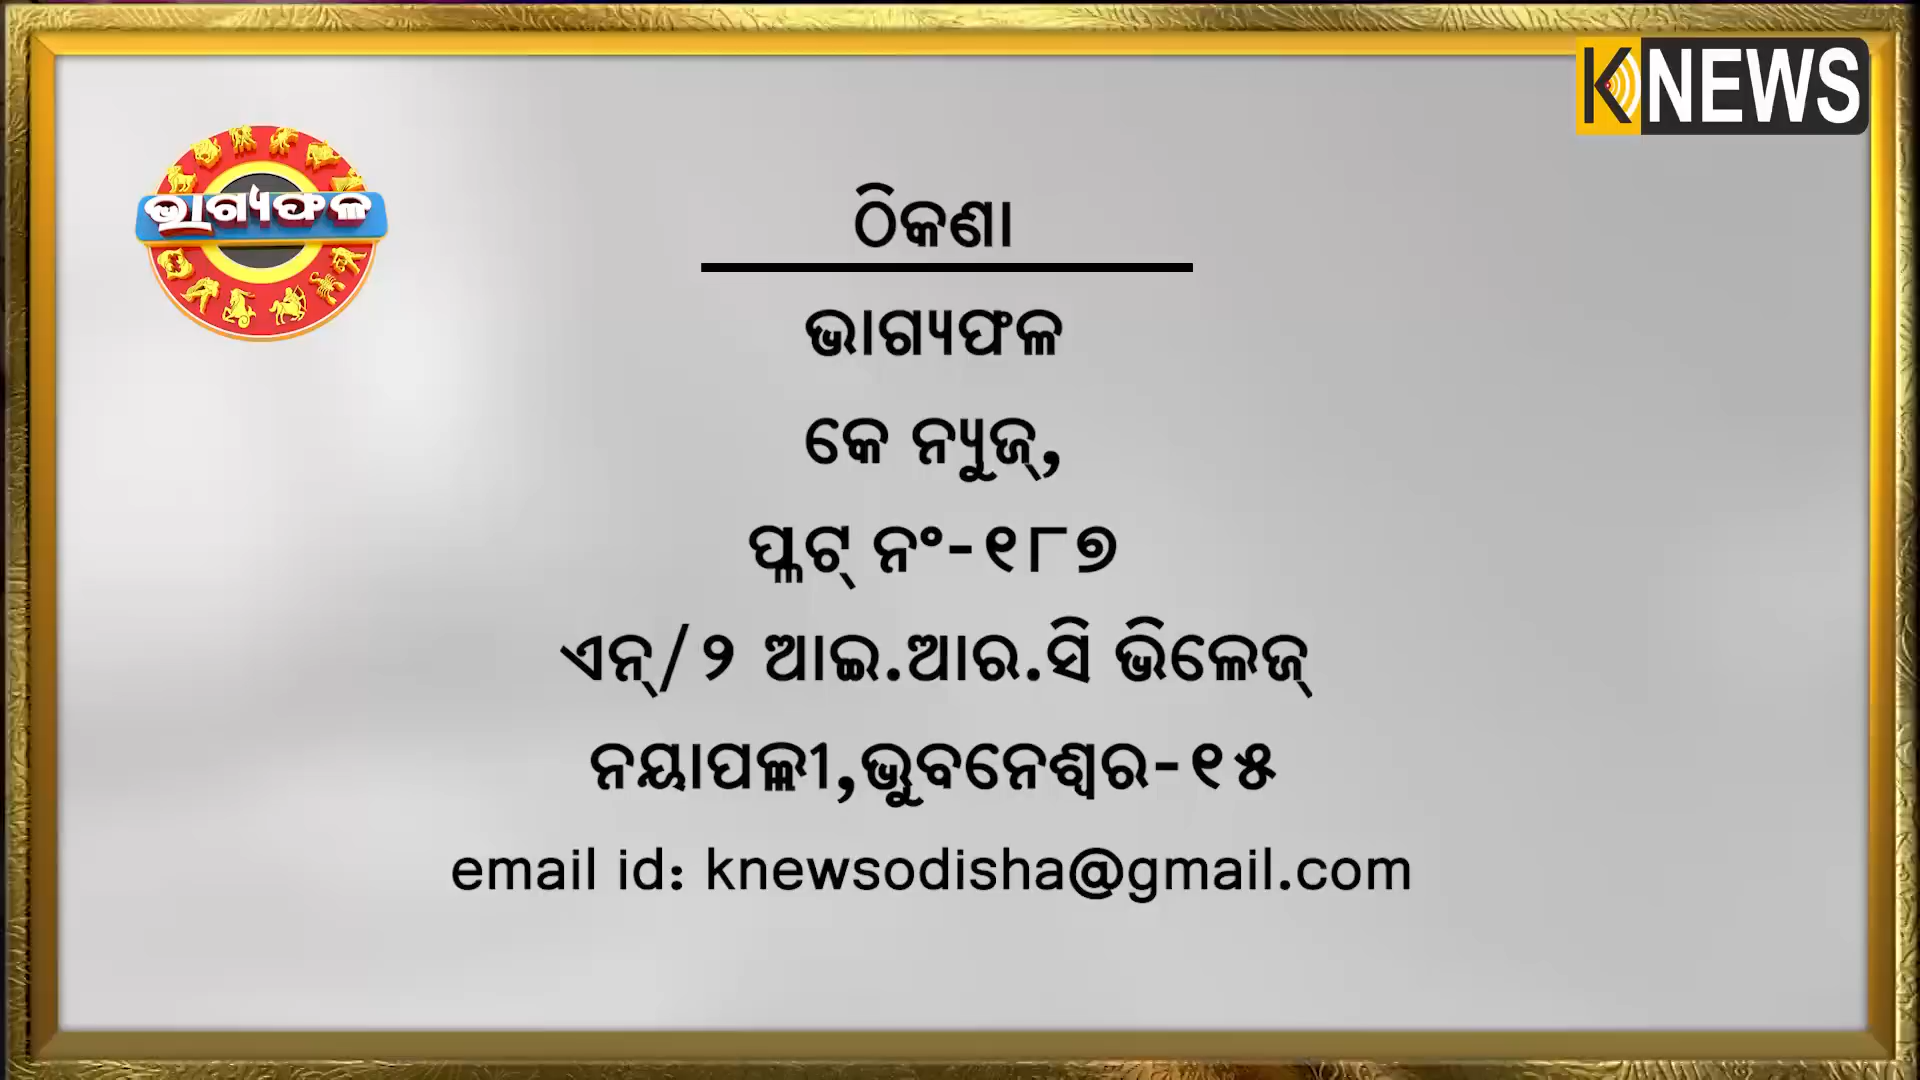 KNEWS
ଭାଗ୍ୟଫଳ
ଠିକଣା
ଭାଗ୍ୟଫଳ
କେ ନ୍ୟୁଜ୍,
ପ୍ଲଟ୍ ନଂ-୧୮୭
ଏନ୍/୨ ଆଇ.ଆର.ସି ଭିଲେଜ୍
ନୟାପଲ୍ଲୀ,ଭୁବନେଶ୍ୱର-୧୫
email id: knewsodisha@gmail.com